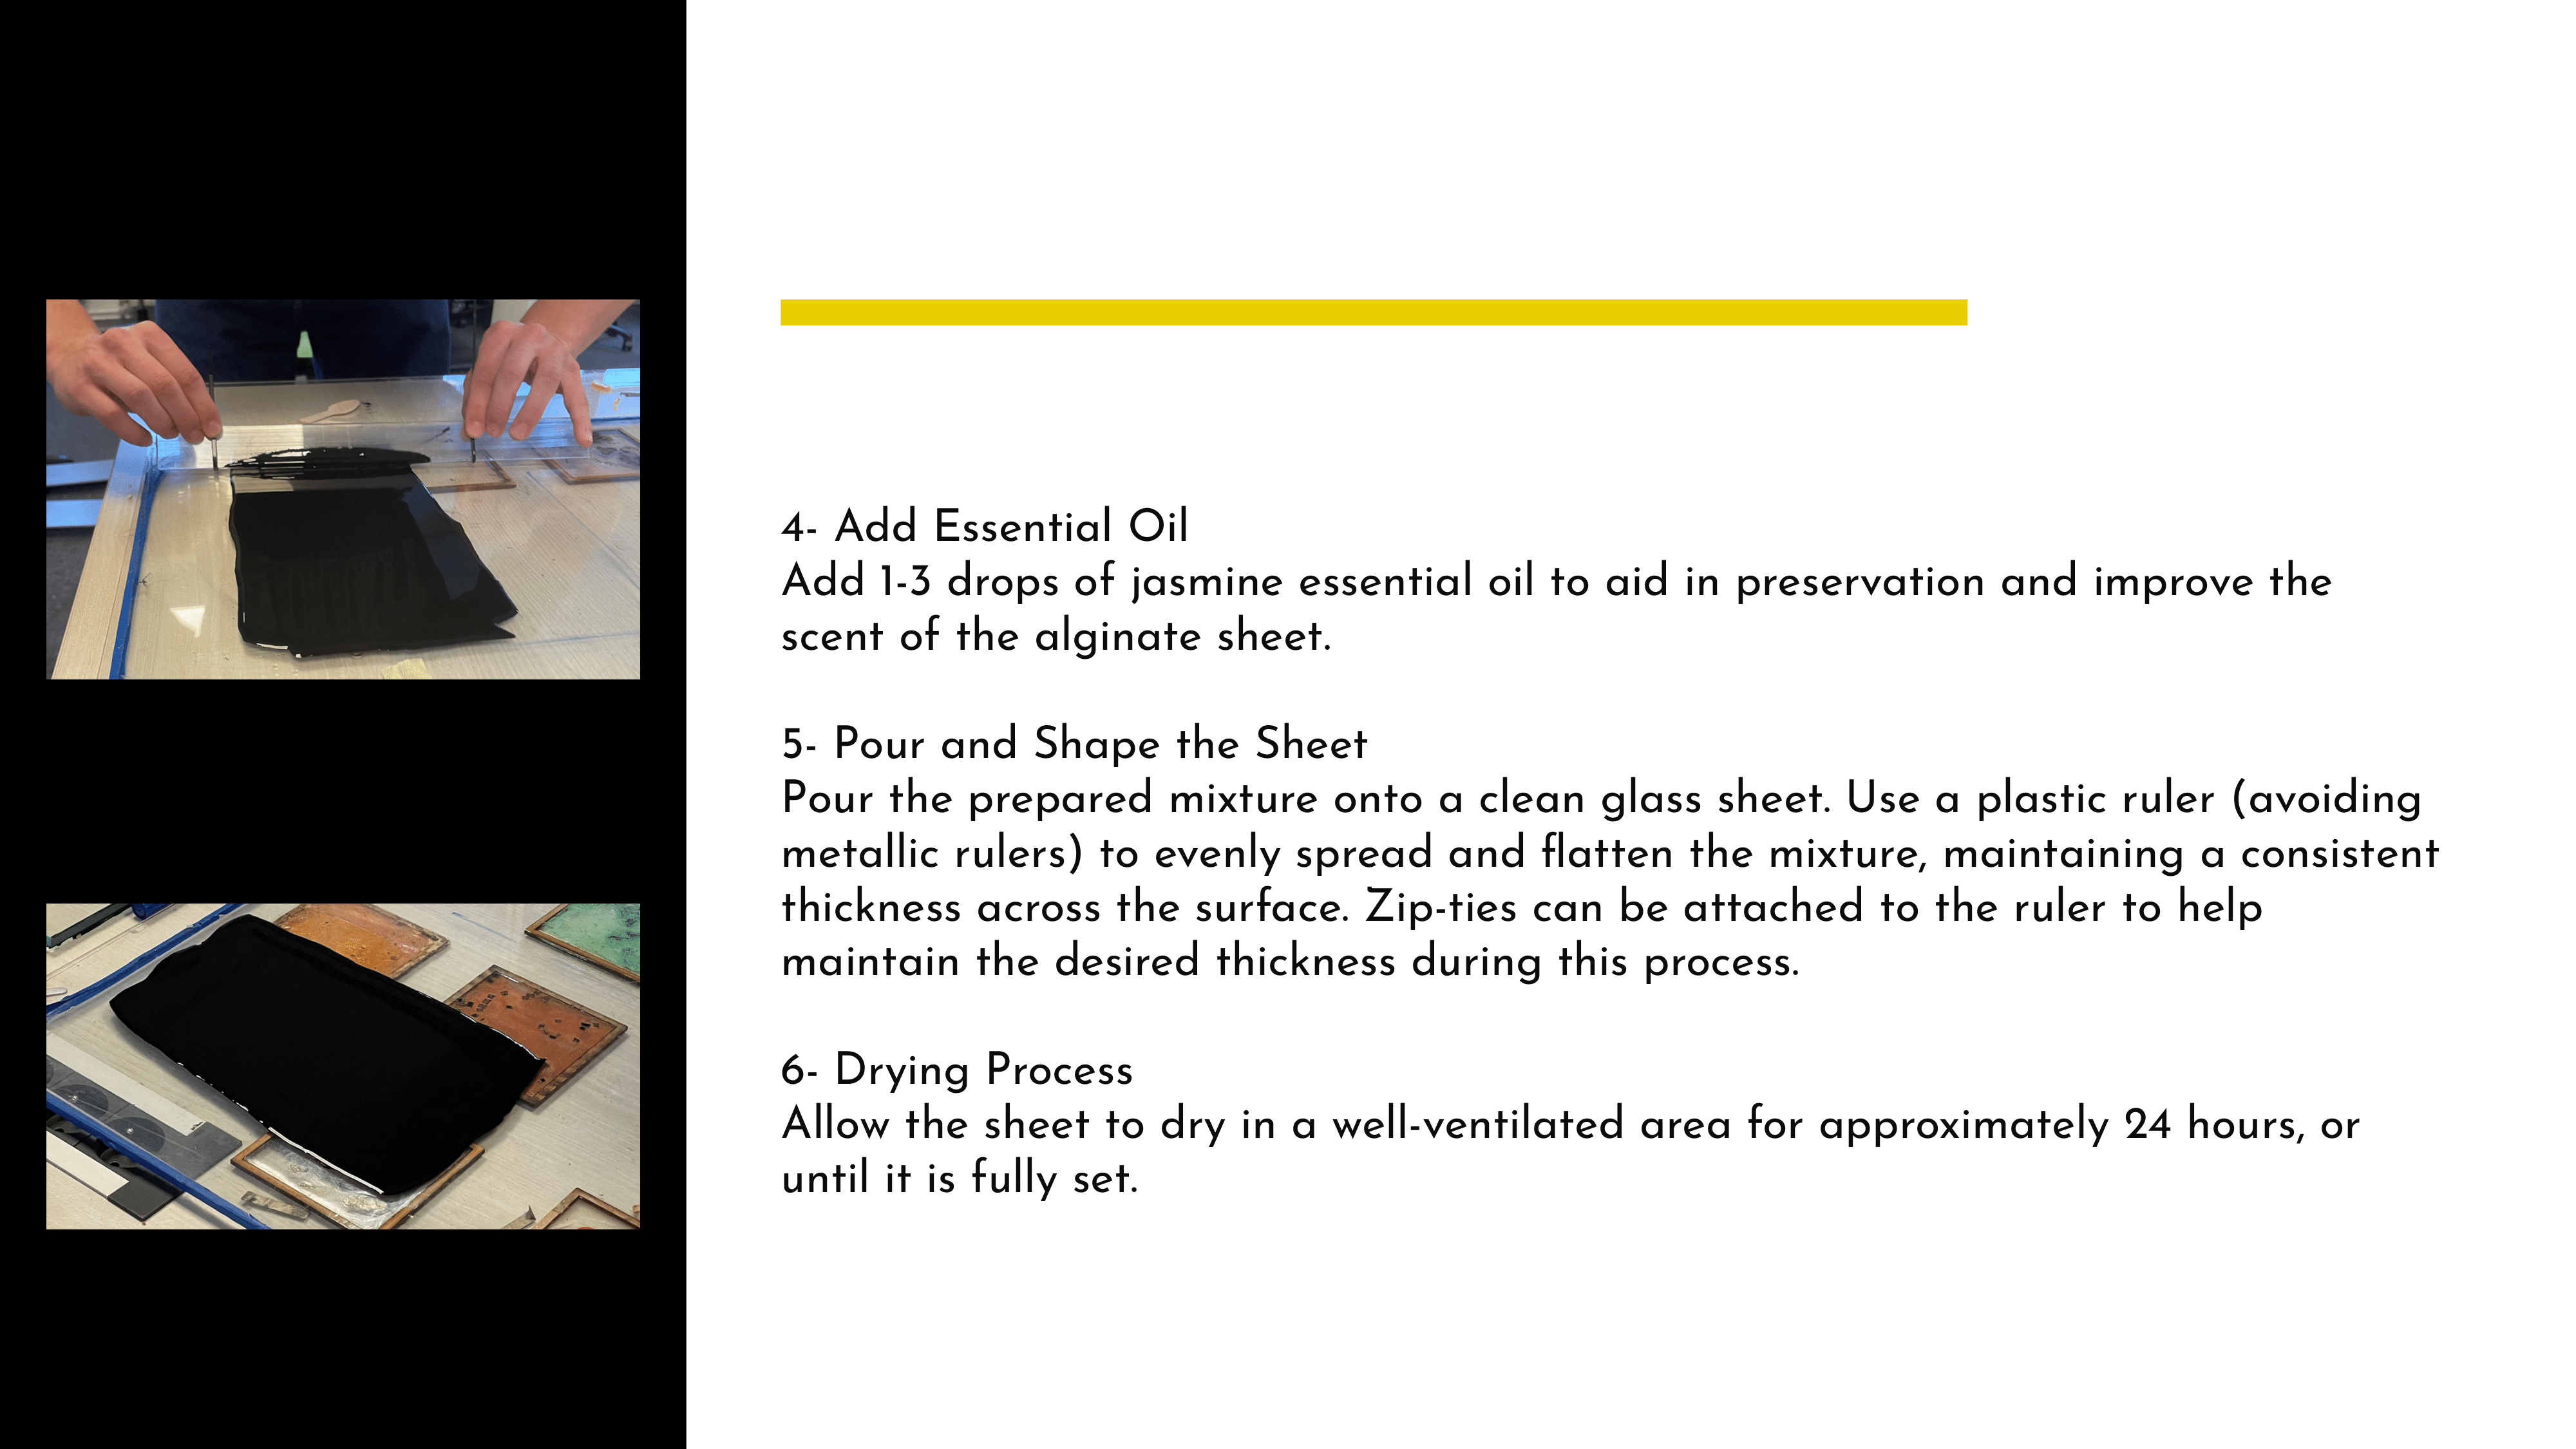 4- Add Essential Oil
Add 1-3 drops of jasmine essential oil to aid in preservation and improve the
scent of the alginate sheet.
5- Pour and Shape the Sheet
Pour the prepared mixture onto a clean glass sheet. Use a plastic ruler (avoiding
metallic rulers) to evenly spread and flatten the mixture, maintaining a consistent
thickness across the surface. Zip-ties can be attached to the ruler to help
maintain the desired thickness during this process.
6- Drying Process
Allow the sheet to dry in a well-ventilated area for approximately 24 hours, or
until it is fully set.